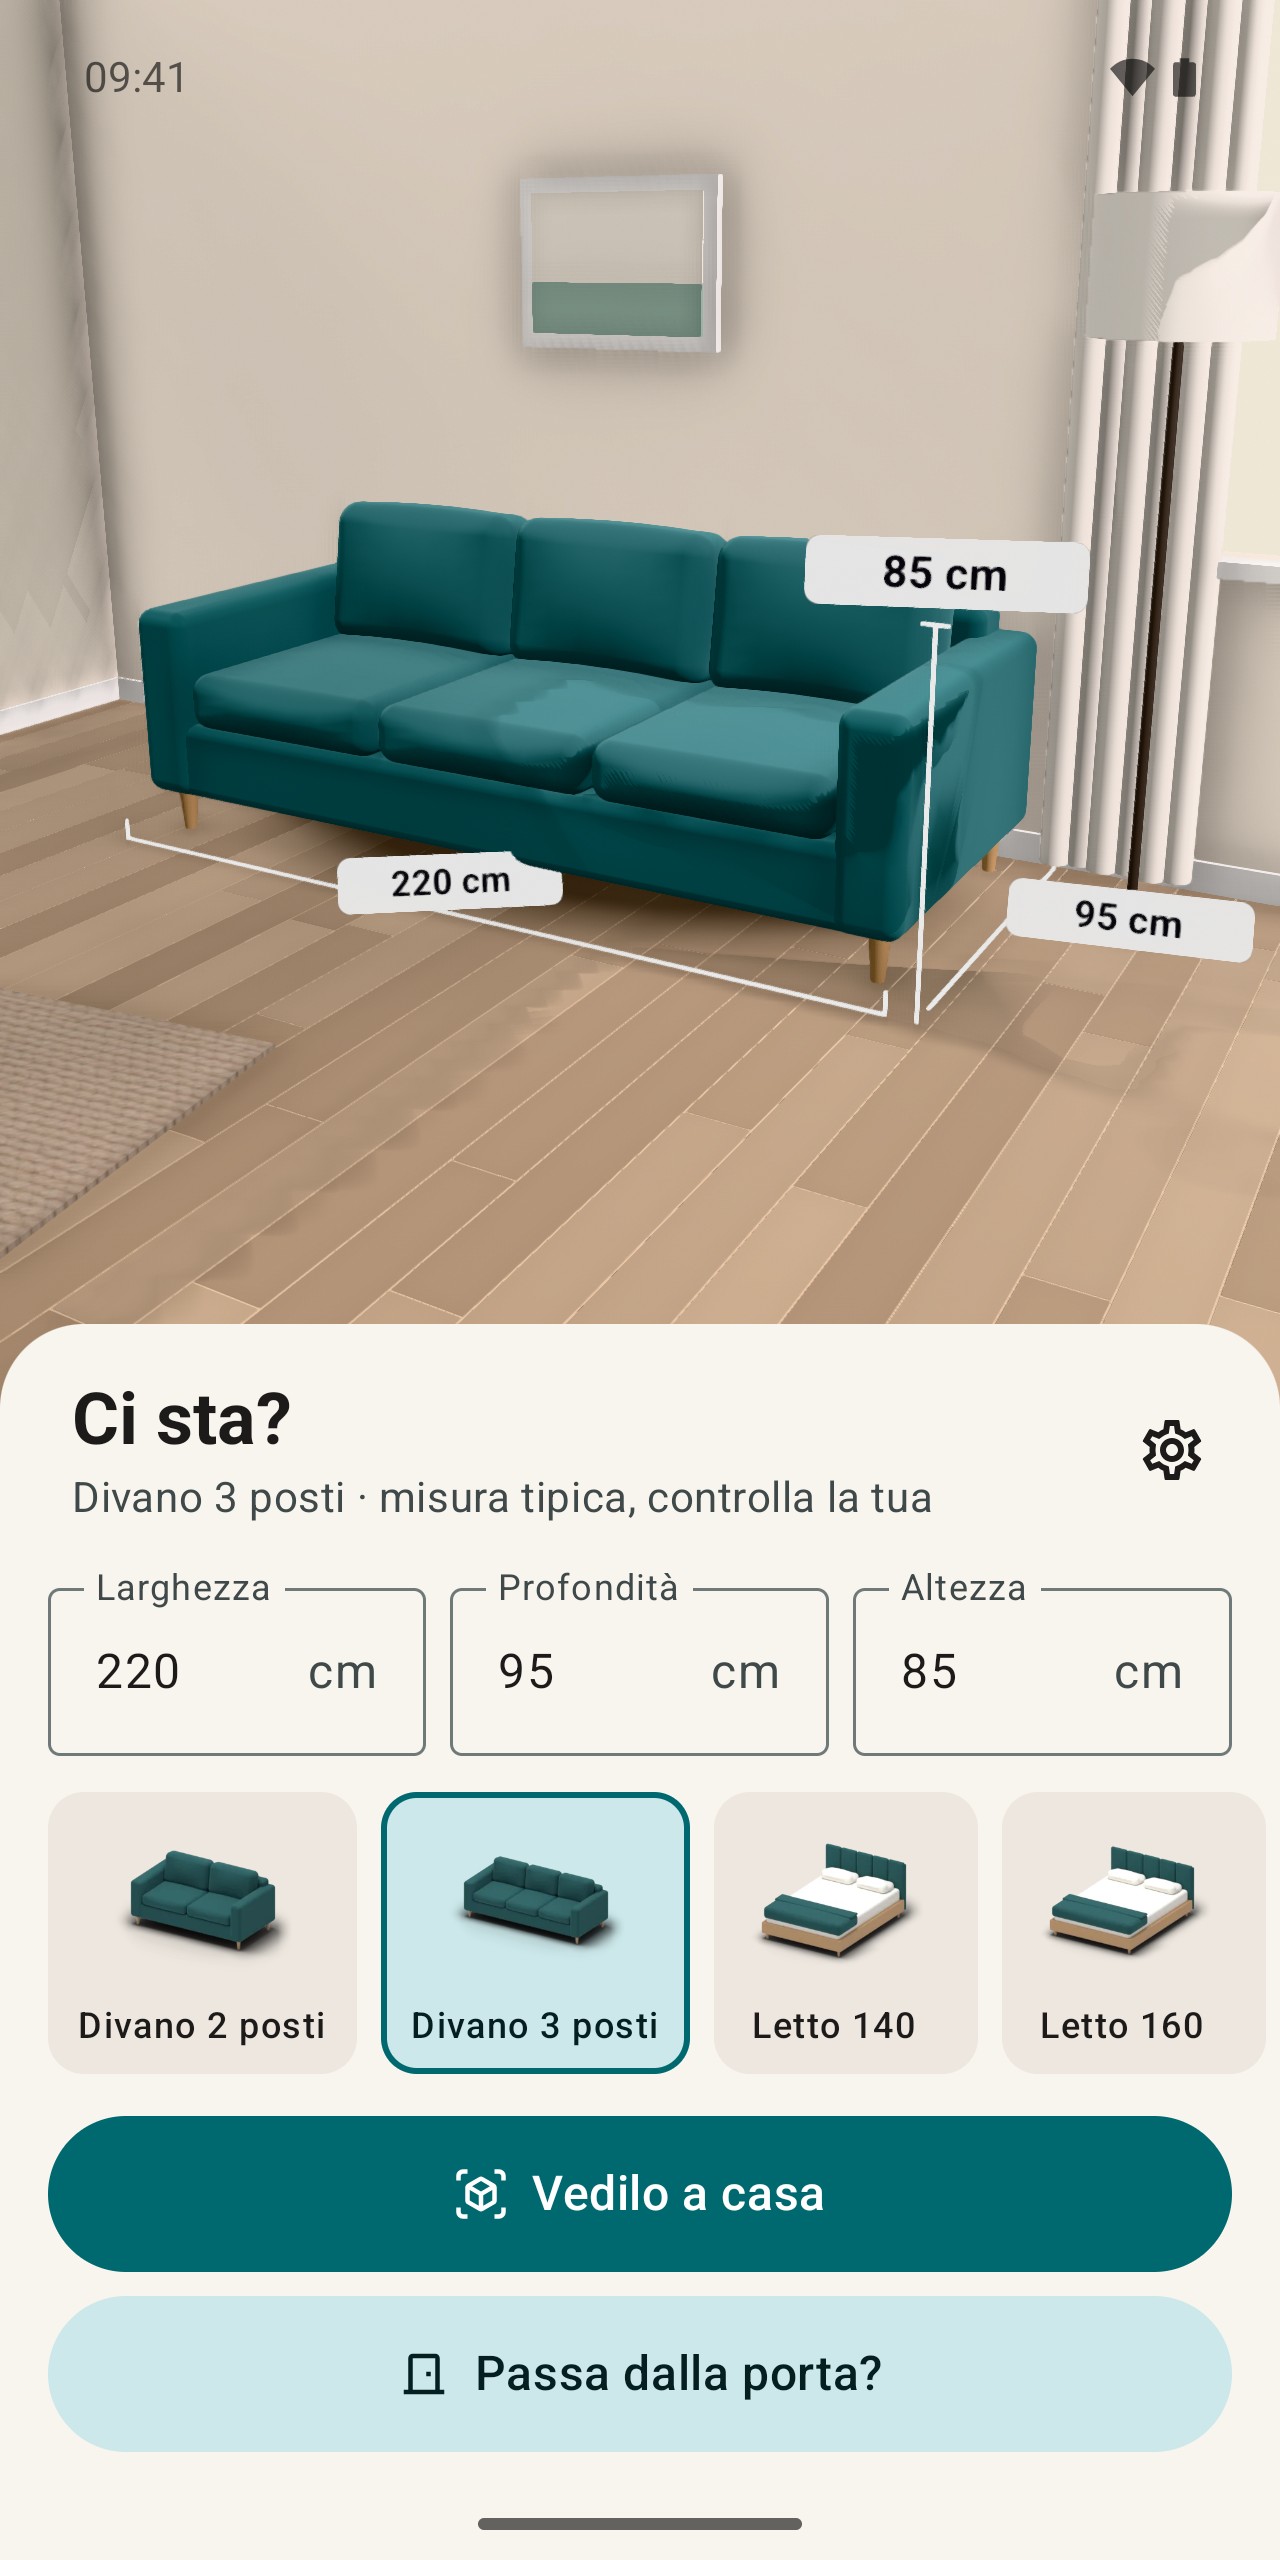 09:41
85 cm
220 cm
95 cm
Ci sta?
Divano 3 posti · misura tipica, controlla la tua
Larghezza
Profondità
Altezza
220 cm
95 cm
85 cm
Divano 2 posti
Divano 3 posti
Letto 140
Letto 160
Vedilo a casa
Passa dalla porta?